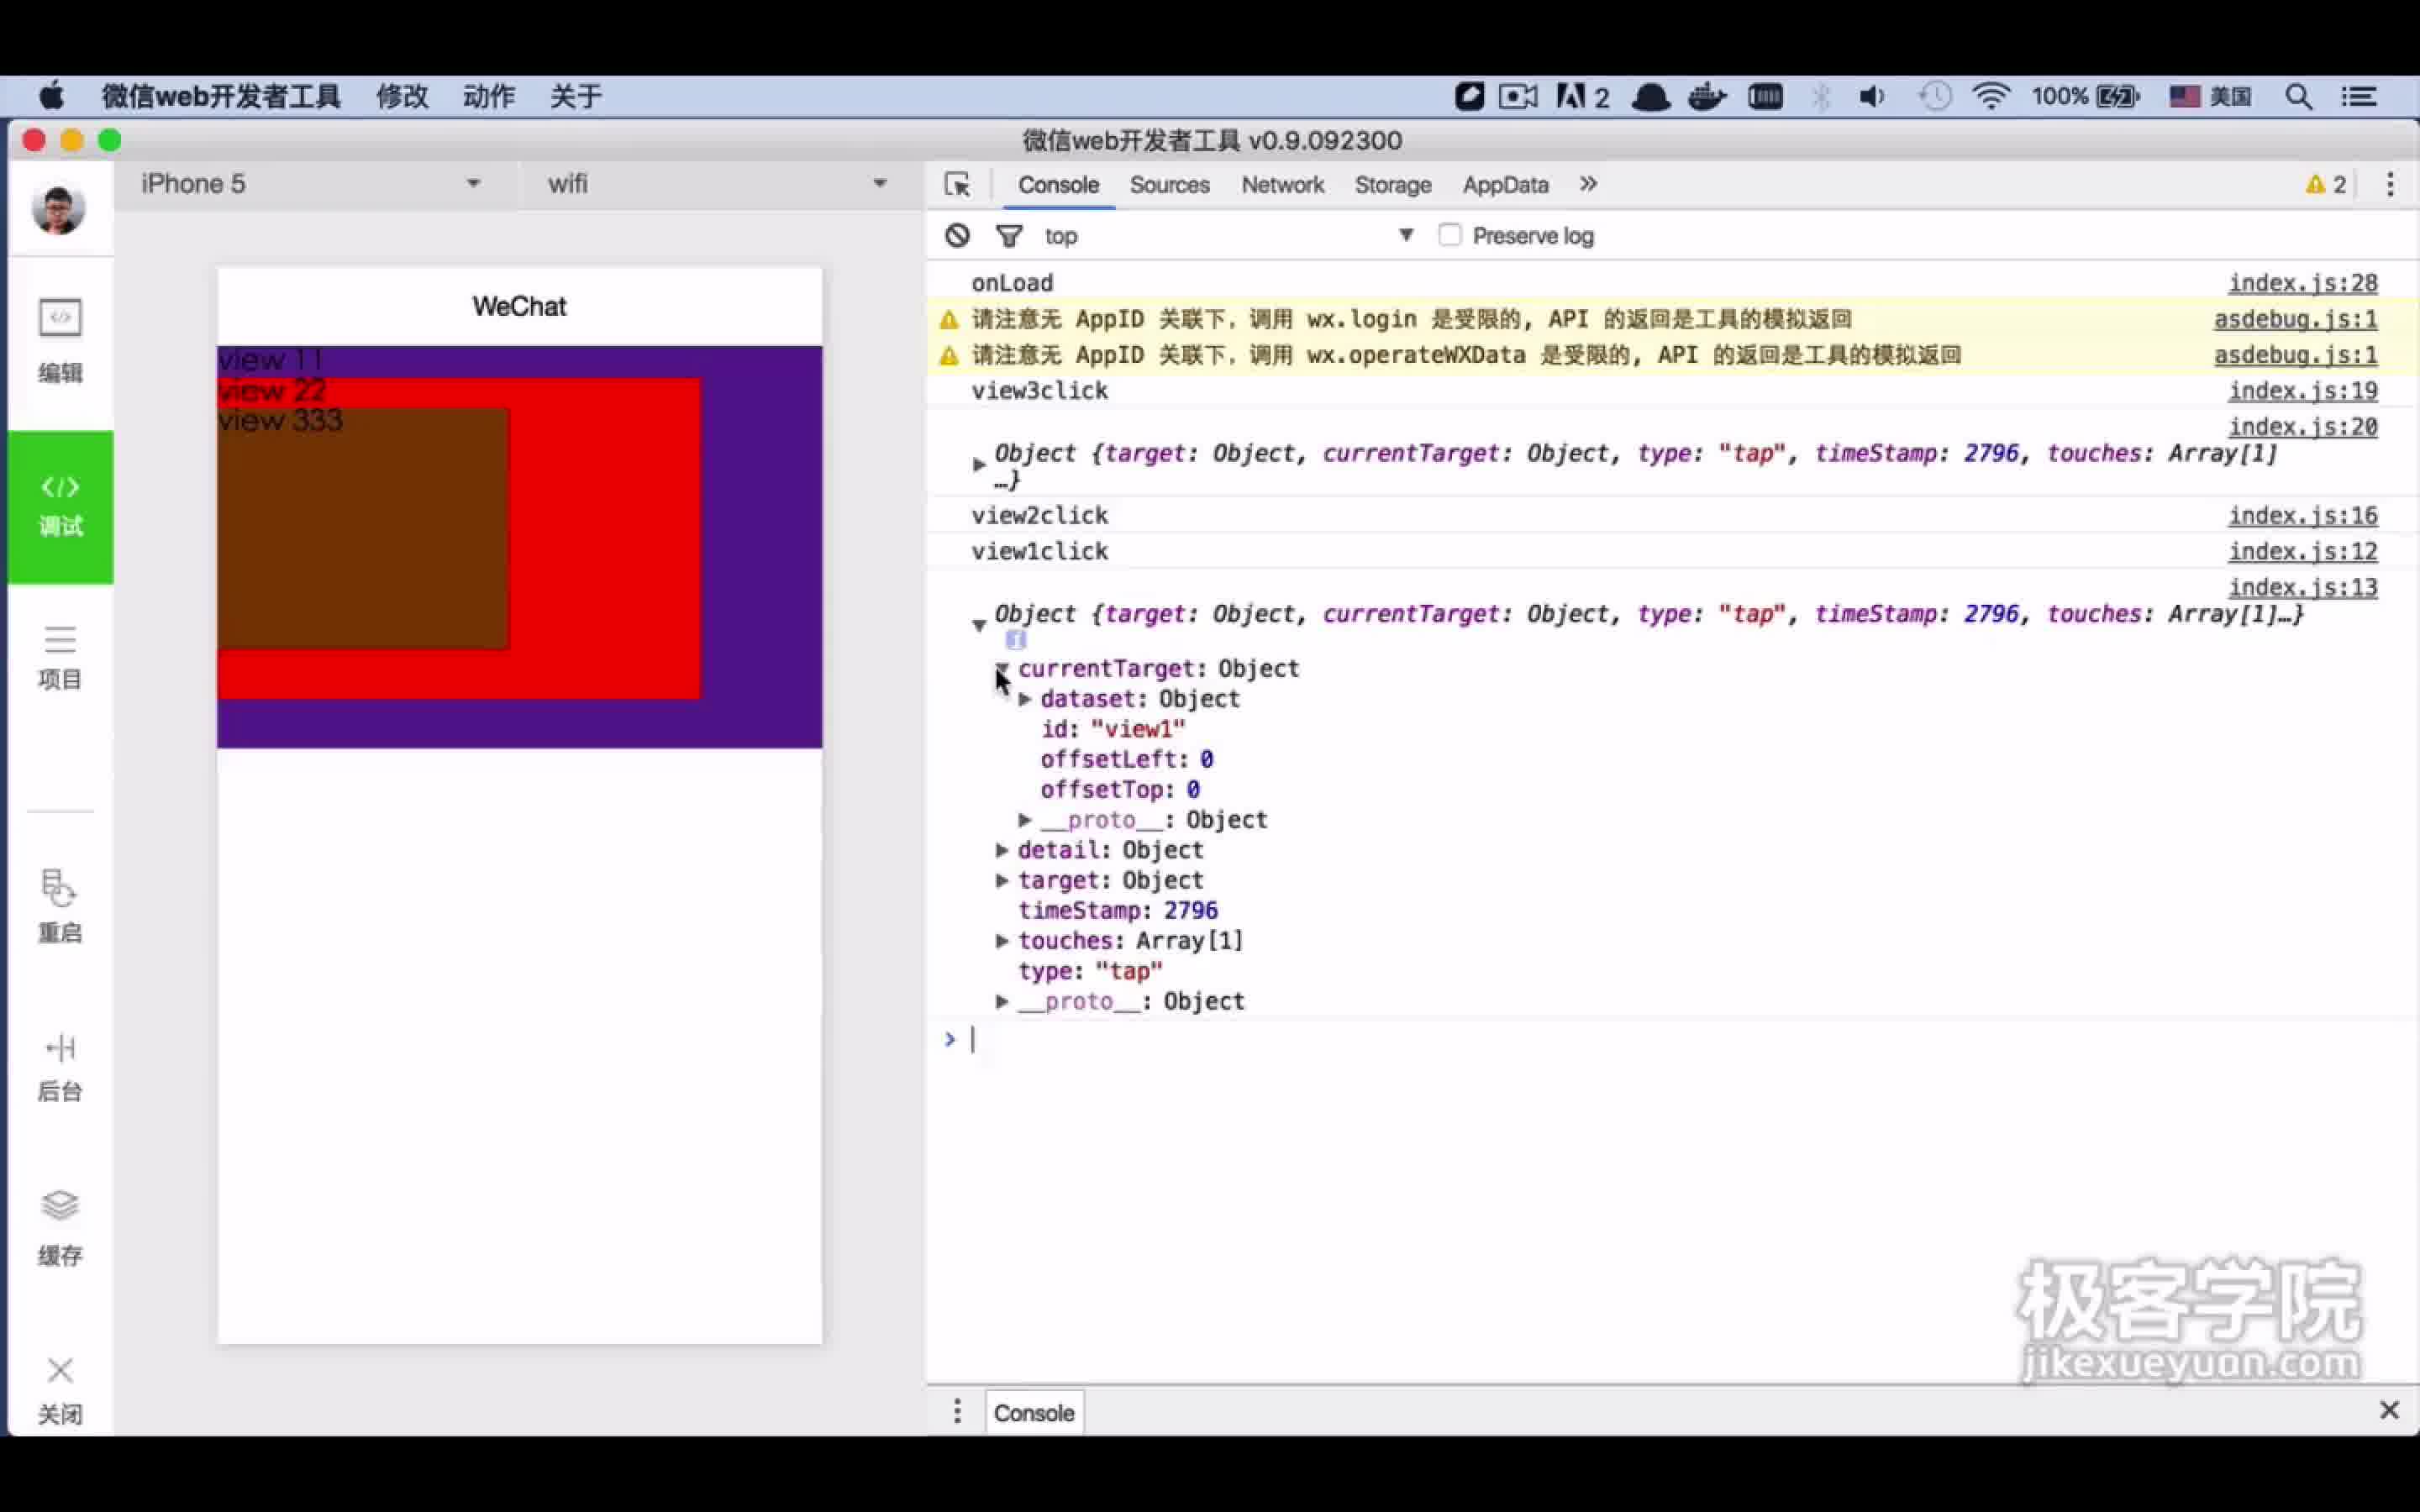 微信web开发者工具 修改 动作 关于
2 100% 美国
微信web开发者工具 v0.9.092300
iPhone 5 wifi
Console Sources Network Storage AppData » 2
top Preserve log
编辑
调试
项目
重启
后台
缓存
关闭
WeChat
view 11
view 22
view 333
onLoad index.js:28
请注意无 AppID 关联下，调用 wx.login 是受限的, API 的返回是工具的模拟返回 asdebug.js:1
请注意无 AppID 关联下，调用 wx.operateWXData 是受限的, API 的返回是工具的模拟返回 asdebug.js:1
view3click index.js:19
index.js:20
Object {target: Object, currentTarget: Object, type: "tap", timeStamp: 2796, touches: Array[1]
…}
view2click index.js:16
view1click index.js:12
index.js:13
Object {target: Object, currentTarget: Object, type: "tap", timeStamp: 2796, touches: Array[1]…}
currentTarget: Object
dataset: Object
id: "view1"
offsetLeft: 0
offsetTop: 0
__proto__: Object
detail: Object
target: Object
timeStamp: 2796
touches: Array[1]
type: "tap"
__proto__: Object
>
极客学院
jikexueyuan.com
Console